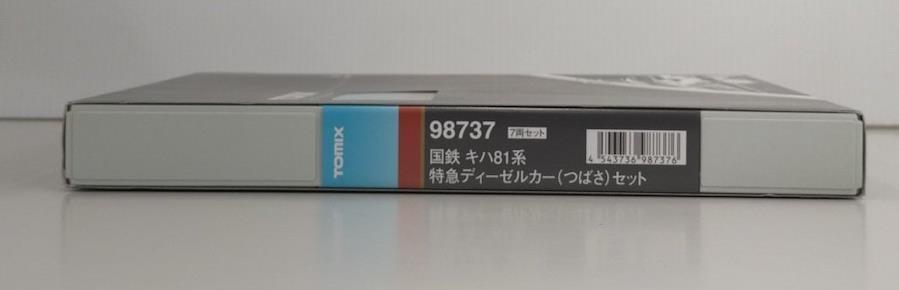 TOMIX
98737 7両セット
国鉄 キハ81系
特急ディーゼルカー(つばさ)セット
4 543736 987376